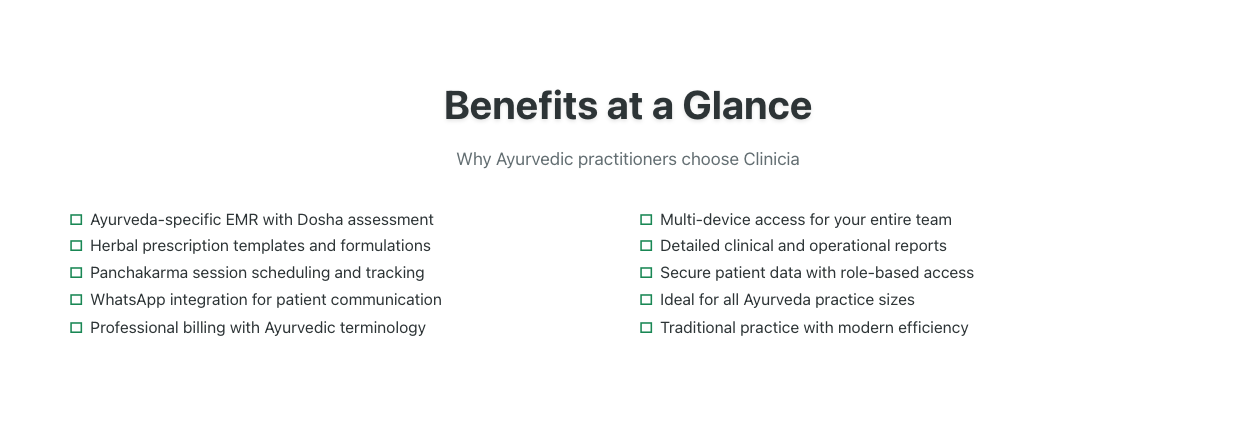 Benefits at a Glance
Why Ayurvedic practitioners choose Clinicia
Ayurveda-specific EMR with Dosha assessment
Herbal prescription templates and formulations
Panchakarma session scheduling and tracking
WhatsApp integration for patient communication
Professional billing with Ayurvedic terminology
Multi-device access for your entire team
Detailed clinical and operational reports
Secure patient data with role-based access
Ideal for all Ayurveda practice sizes
Traditional practice with modern efficiency